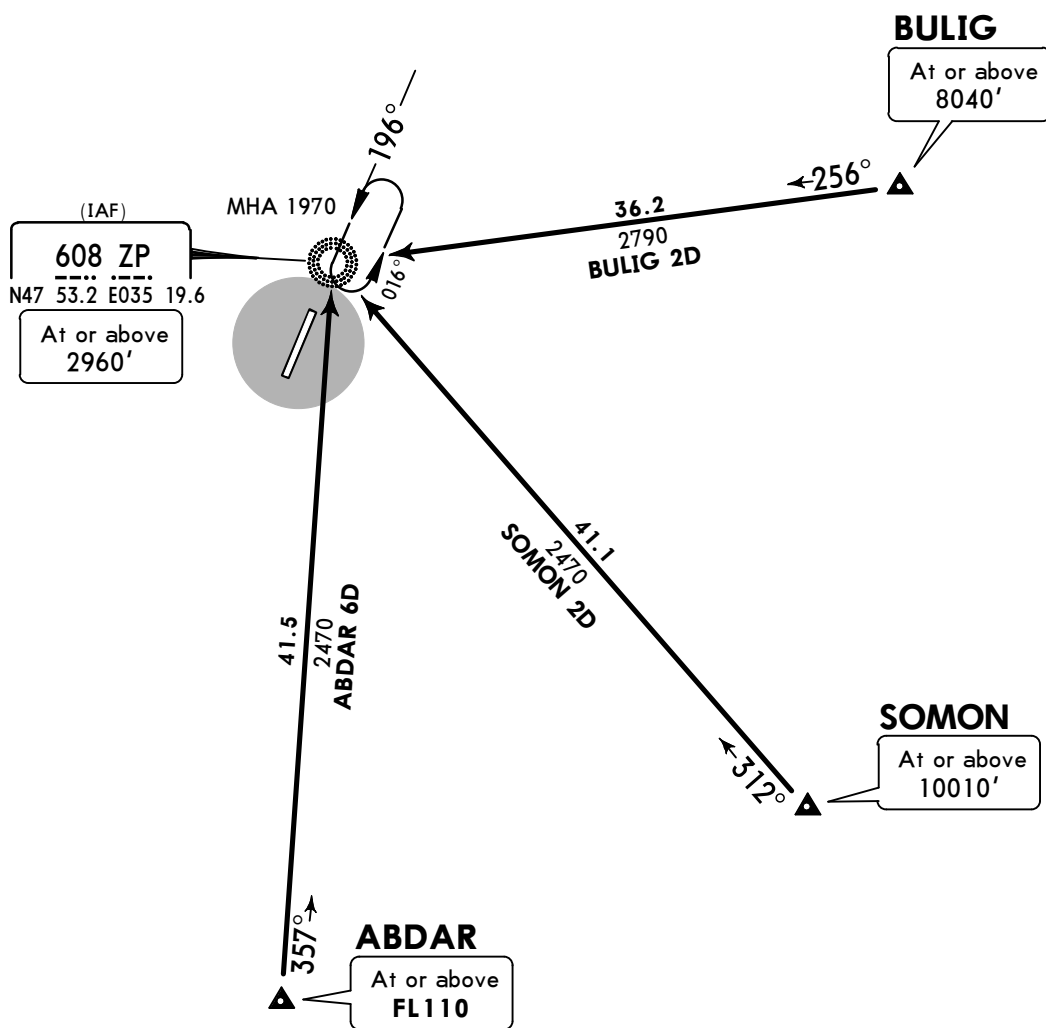 BULIG
At or above
8040'
256°
36.2
2790
BULIG 2D
196°
MHA 1970
016°
(IAF)
608 ZP
N47 53.2 E035 19.6
At or above
2960'
41.1
2470
SOMON 2D
312°
SOMON
At or above
10010'
41.5
2470
ABDAR 6D
357°
ABDAR
At or above
FL110